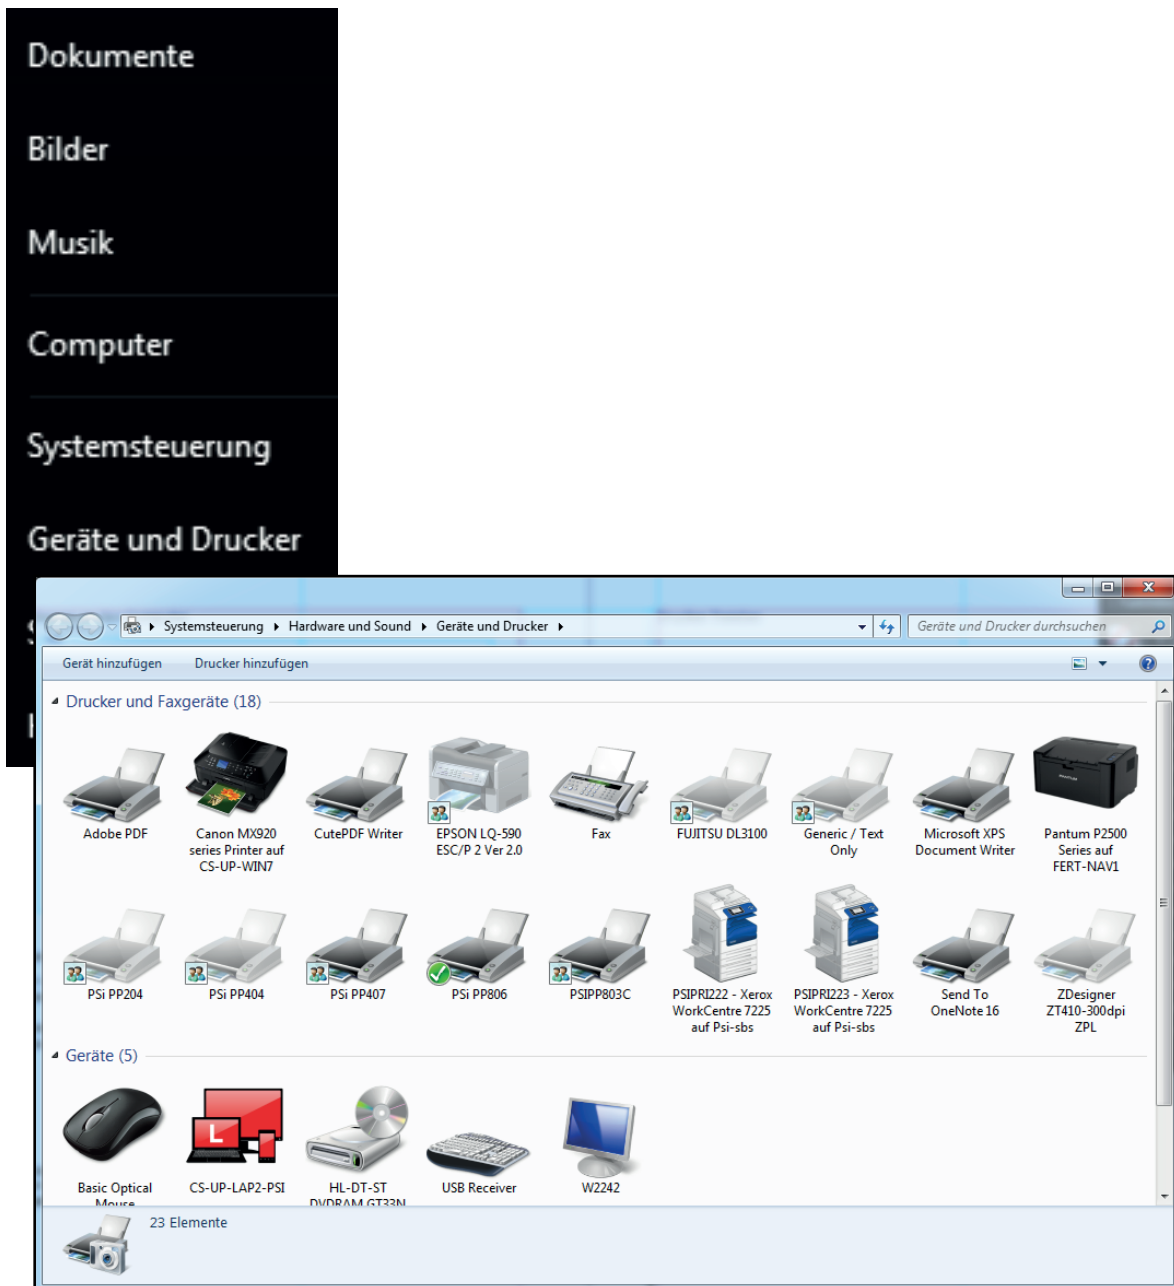 Dokumente
Bilder
Musik
Computer
Systemsteuerung
Geräte und Drucker
Systemsteuerung Hardware und Sound Geräte und Drucker
Geräte und Drucker durchsuchen
Gerät hinzufügen Drucker hinzufügen
Drucker und Faxgeräte (18)
Adobe PDF
Canon MX920
series Printer auf
CS-UP-WIN7
CutePDF Writer
EPSON LQ-590
ESC/P 2 Ver 2.0
Fax
FUJITSU DL3100
Generic / Text
Only
Microsoft XPS
Document Writer
Pantum P2500
Series auf
FERT-NAV1
PSi PP204
PSi PP404
PSi PP407
PSi PP806
PSIPP803C
PSIPRI222 - Xerox
WorkCentre 7225
auf Psi-sbs
PSIPRI223 - Xerox
WorkCentre 7225
auf Psi-sbs
Send To
OneNote 16
ZDesigner
ZT410-300dpi
ZPL
Geräte (5)
Basic Optical
Mouse
L
CS-UP-LAP2-PSI
HL-DT-ST
DVDRAM GT33N
USB Receiver
W2242
23 Elemente